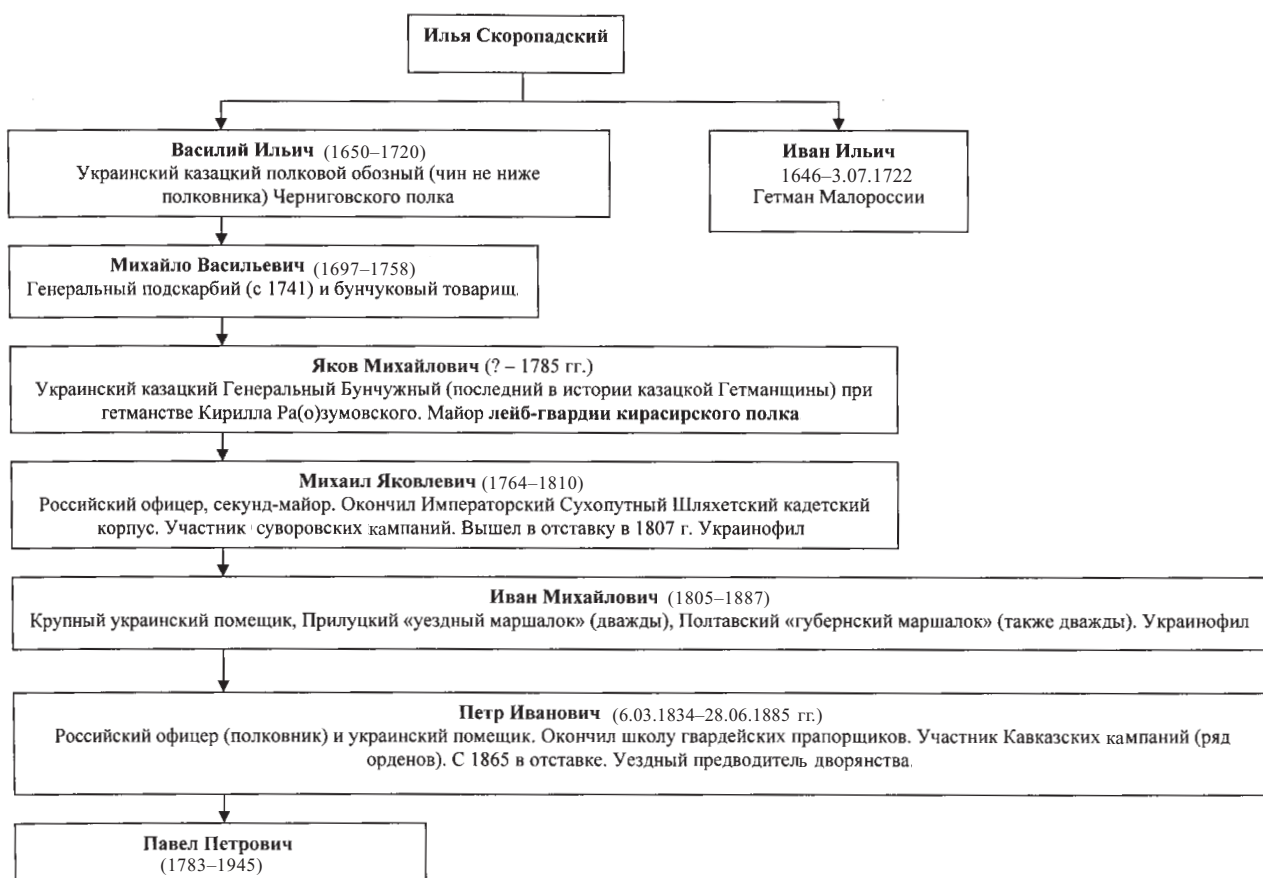 Илья Скоропадский
Василий Ильич (1650–1720)
Украинский казацкий полковой обозный (чин не ниже
полковника) Черниговского полка
Иван Ильич
1646–3.07.1722
Гетман Малороссии
Михайло Васильевич (1697–1758)
Генеральный подскарбий (с 1741) и бунчуковый товарищ.
Яков Михайлович (? – 1785 гг.)
Украинский казацкий Генеральный Бунчужный (последний в истории казацкой Гетманщины) при
гетманстве Кирилла Ра(о)зумовского. Майор лейб-гвардии кирасирского полка
Михаил Яковлевич (1764–1810)
Российский офицер, секунд-майор. Окончил Императорский Сухопутный Шляхетский кадетский
корпус. Участник суворовских кампаний. Вышел в отставку в 1807 г. Украинофил
Иван Михайлович (1805–1887)
Крупный украинский помещик, Прилуцкий «уездный маршалок» (дважды), Полтавский «губернский маршалок» (также дважды). Украинофил
Петр Иванович (6.03.1834–28.06.1885 гг.)
Российский офицер (полковник) и украинский помещик. Окончил школу гвардейских прапорщиков. Участник Кавказских кампаний (ряд
орденов). С 1865 в отставке. Уездный предводитель дворянства.
Павел Петрович
(1783–1945)